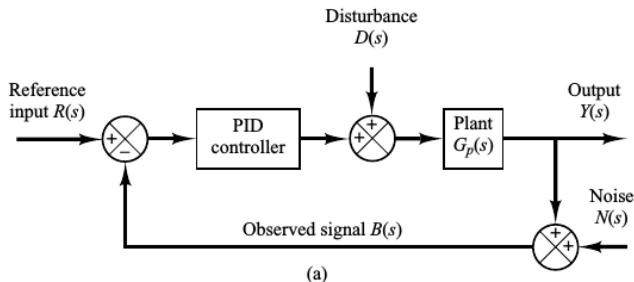 Disturbance
D(s)
Reference
input R(s)
Output
Y(s)
+
−
PID
controller
+
+
Plant
Gp(s)
Noise
N(s)
Observed signal B(s)
+
+
(a)